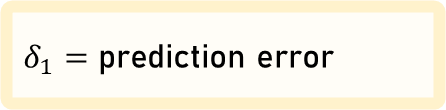 δ₁ = prediction error